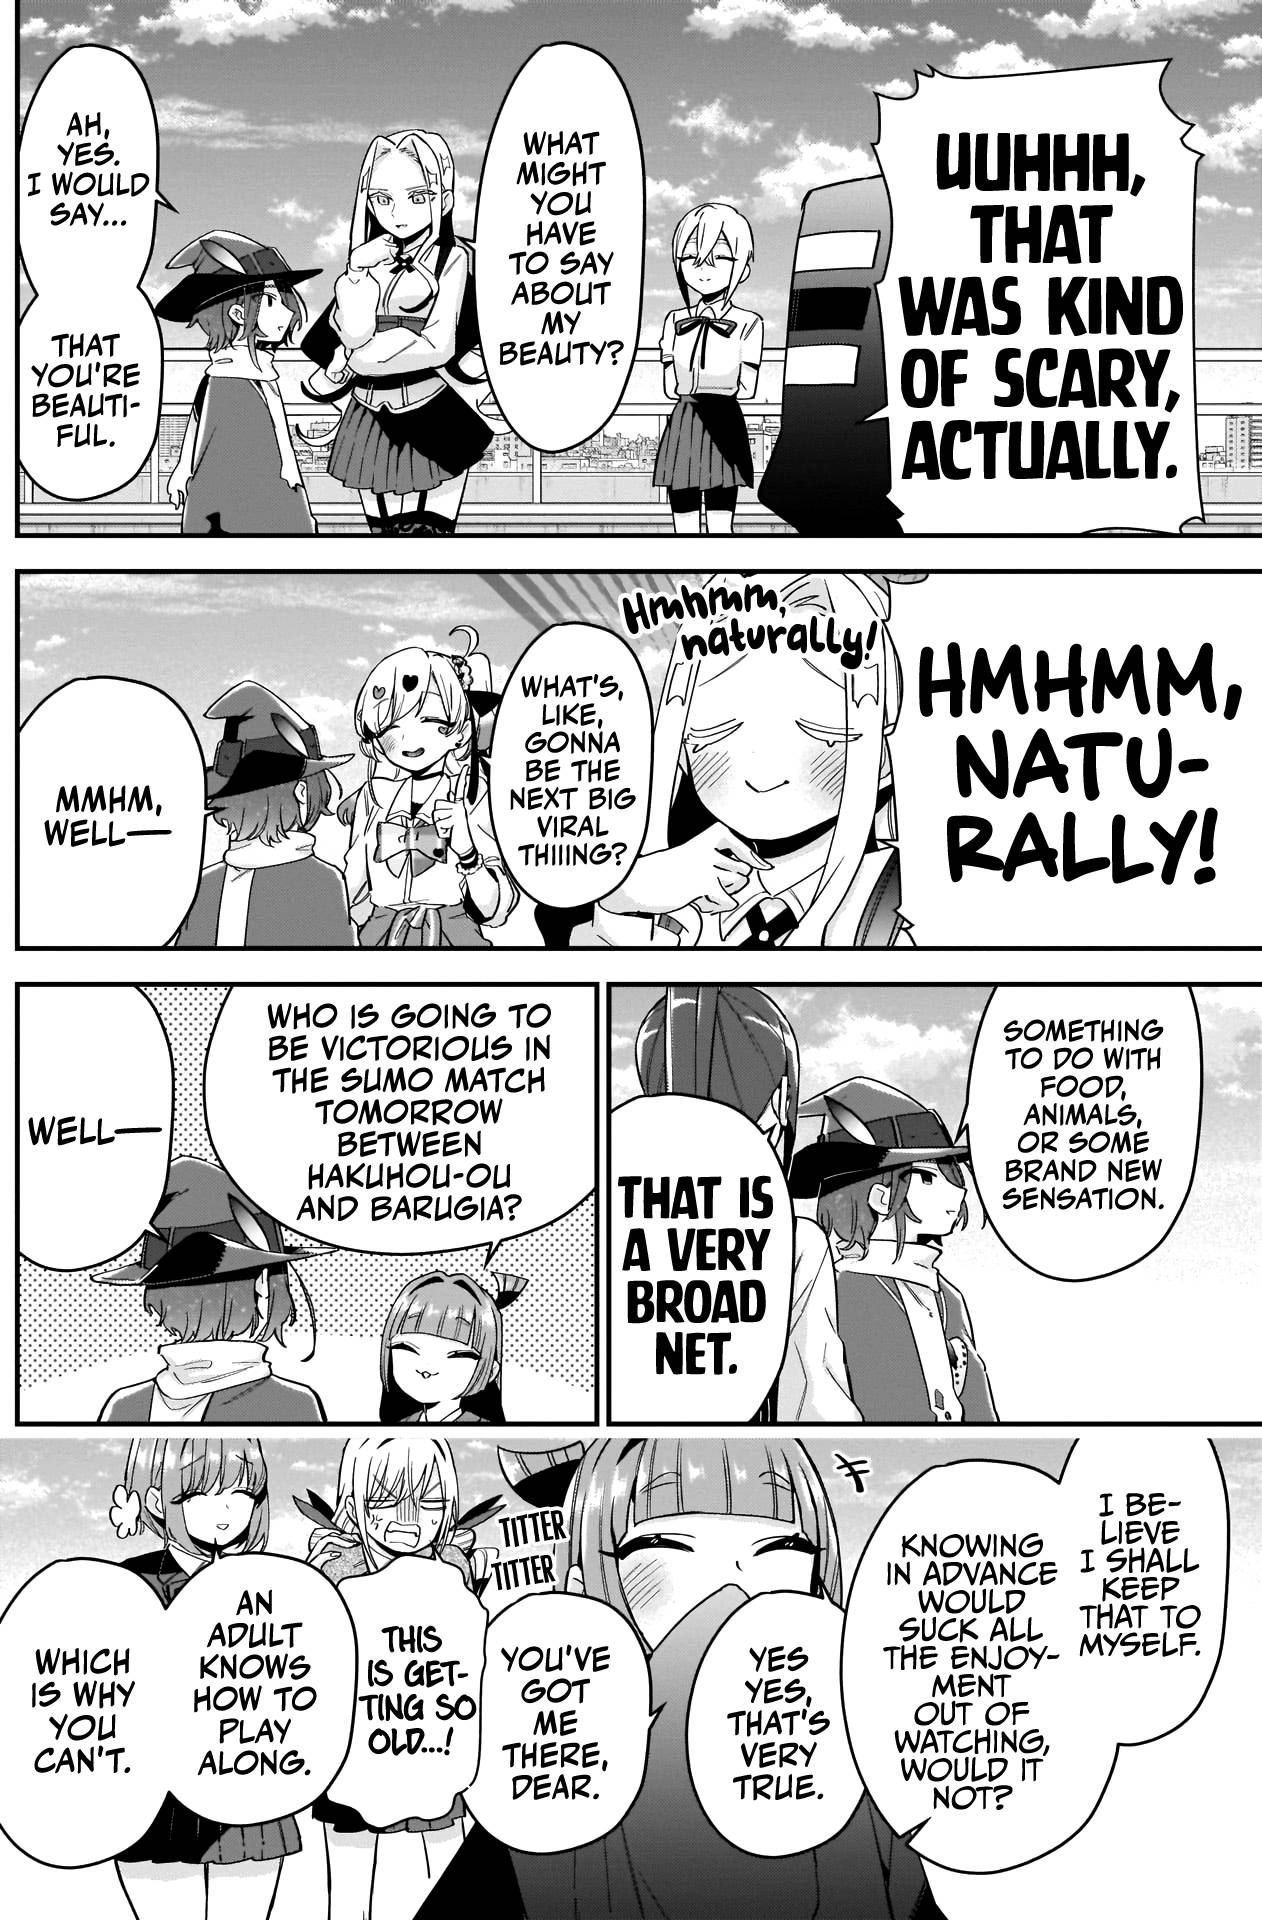 UUHHH,
THAT
WAS KIND
OF SCARY,
ACTUALLY.
WHAT
MIGHT
YOU
HAVE
TO SAY
ABOUT
MY
BEAUTY?
AH,
YES.
I WOULD
SAY...
THAT
YOU'RE
BEAUTI-
FUL.
HMHMM,
NATU-
RALLY!
Hmhmm,
naturally!
WHAT'S,
LIKE,
GONNA
BE THE
NEXT BIG
VIRAL
THIIING?
MMHM,
WELL—
SOMETHING
TO DO WITH
FOOD,
ANIMALS,
OR SOME
BRAND NEW
SENSATION.
THAT IS
A VERY
BROAD
NET.
WHO IS GOING TO
BE VICTORIOUS IN
THE SUMO MATCH
TOMORROW
BETWEEN
HAKUHOU-OU
AND BARUGIA?
WELL—
I BE-
LIEVE
I SHALL
KEEP
THAT TO
MYSELF.
KNOWING
IN ADVANCE
WOULD
SUCK ALL
THE ENJOY-
MENT
OUT OF
WATCHING,
WOULD IT
NOT?
YES
YES,
THAT'S
VERY
TRUE.
YOU'VE
GOT
ME
THERE,
DEAR.
TITTER
TITTER
THIS
IS GET-
TING SO
OLD...!
AN
ADULT
KNOWS
HOW TO
PLAY
ALONG.
WHICH
IS WHY
YOU
CAN'T.